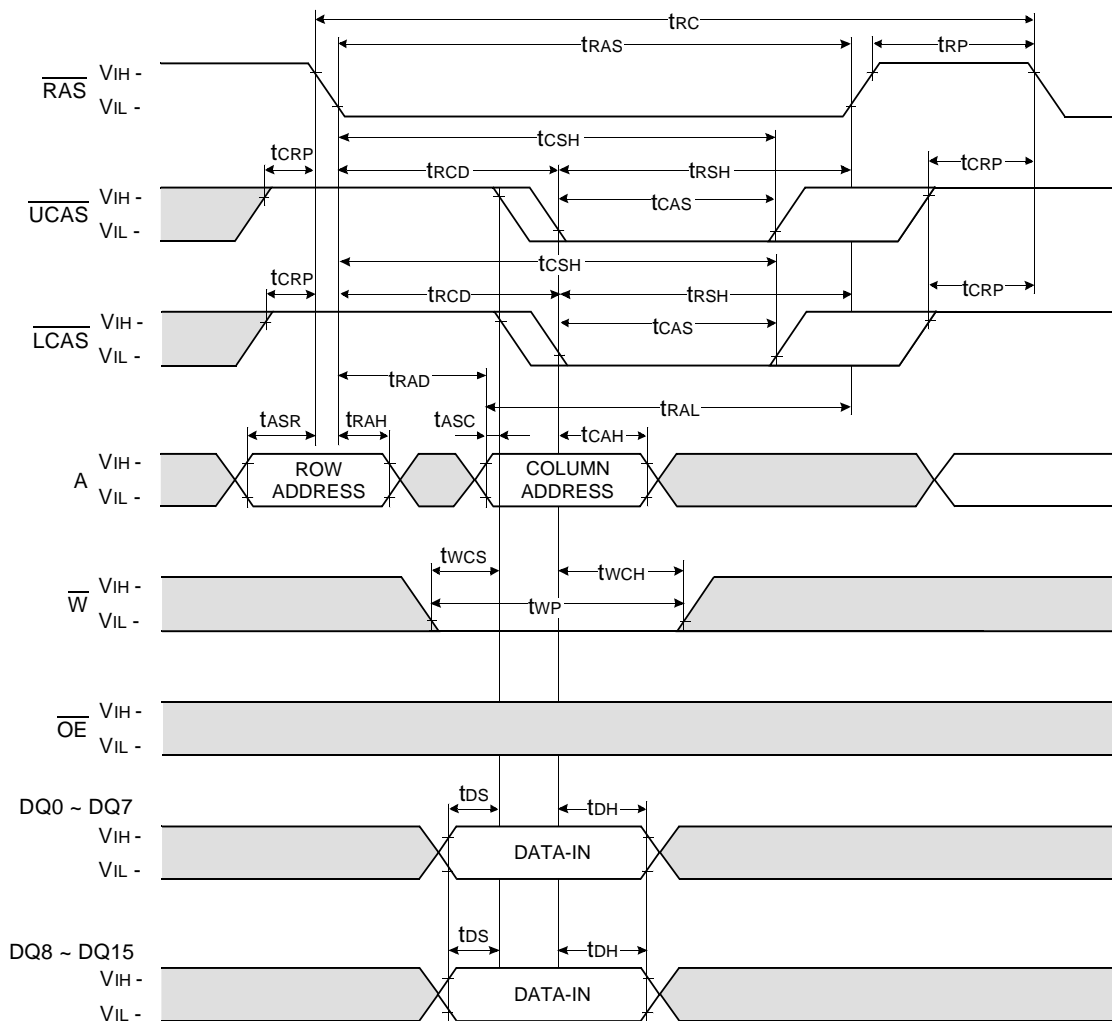 tRC
tRAS
tRP
RAS
VIH -
VIL -
tCSH
tCRP
tRCD
tRSH
tCRP
UCAS
VIH -
VIL -
tCAS
tCSH
tCRP
tRCD
tRSH
tCRP
LCAS
VIH -
VIL -
tCAS
tRAD
tRAL
tASR
tRAH
tASC
tCAH
A
VIH -
VIL -
ROW
ADDRESS
COLUMN
ADDRESS
tWCS
tWCH
W
VIH -
VIL -
tWP
OE
VIH -
VIL -
DQ0 ~ DQ7
tDS
tDH
VIH -
VIL -
DATA-IN
DQ8 ~ DQ15
tDS
tDH
VIH -
VIL -
DATA-IN